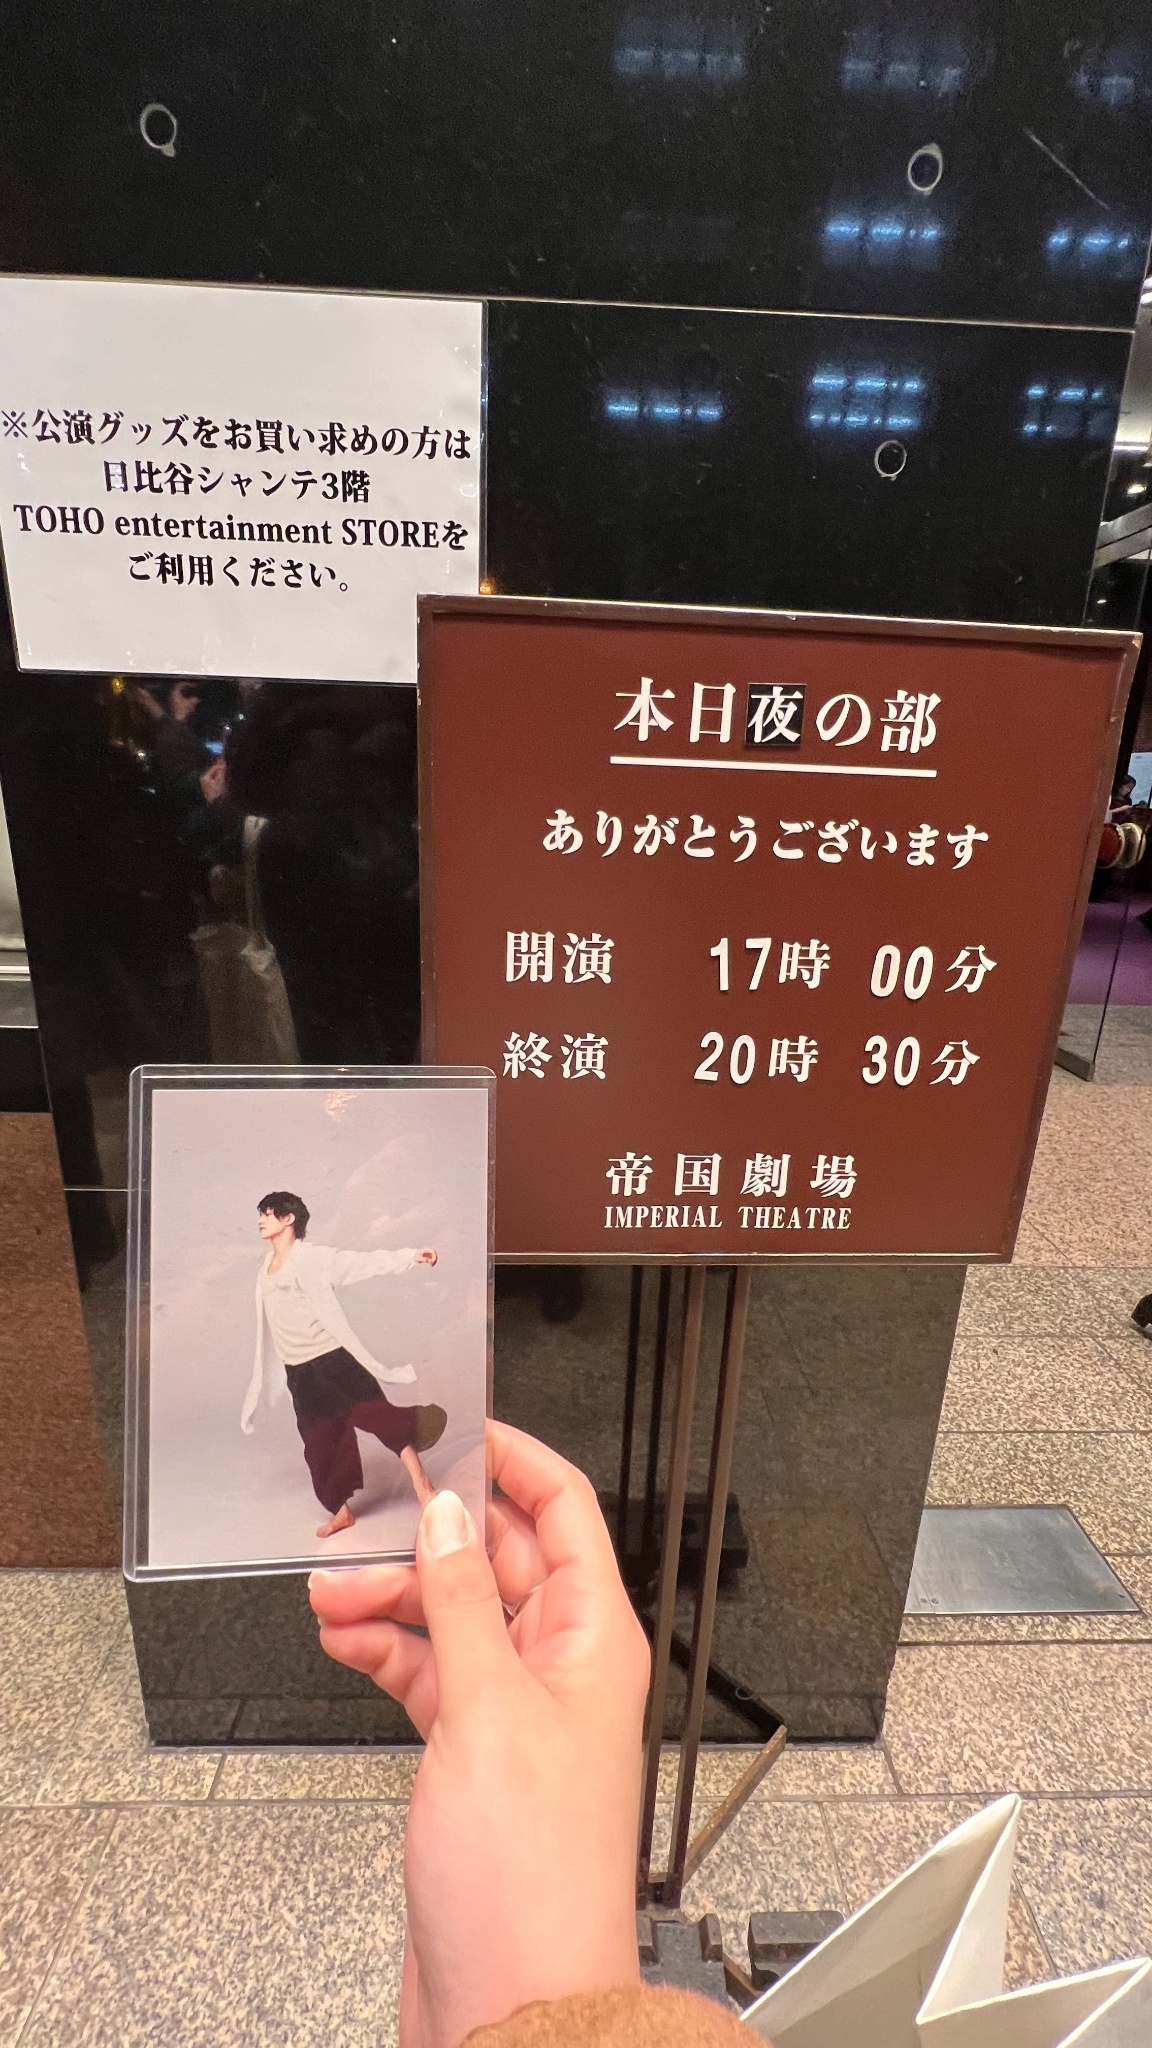 ※公演グッズをお買い求めの方は
日比谷シャンテ3階
TOHO entertainment STOREを
ご利用ください。
本日夜の部
ありがとうございます
開演 17時 00分
終演 20時 30分
帝国劇場
IMPERIAL THEATRE